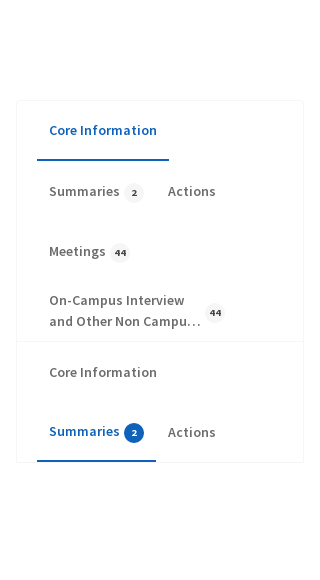 Core Information
Summaries 2 Actions
Meetings 44
On-Campus Interview
and Other Non Campu… 44
Core Information
Summaries 2 Actions